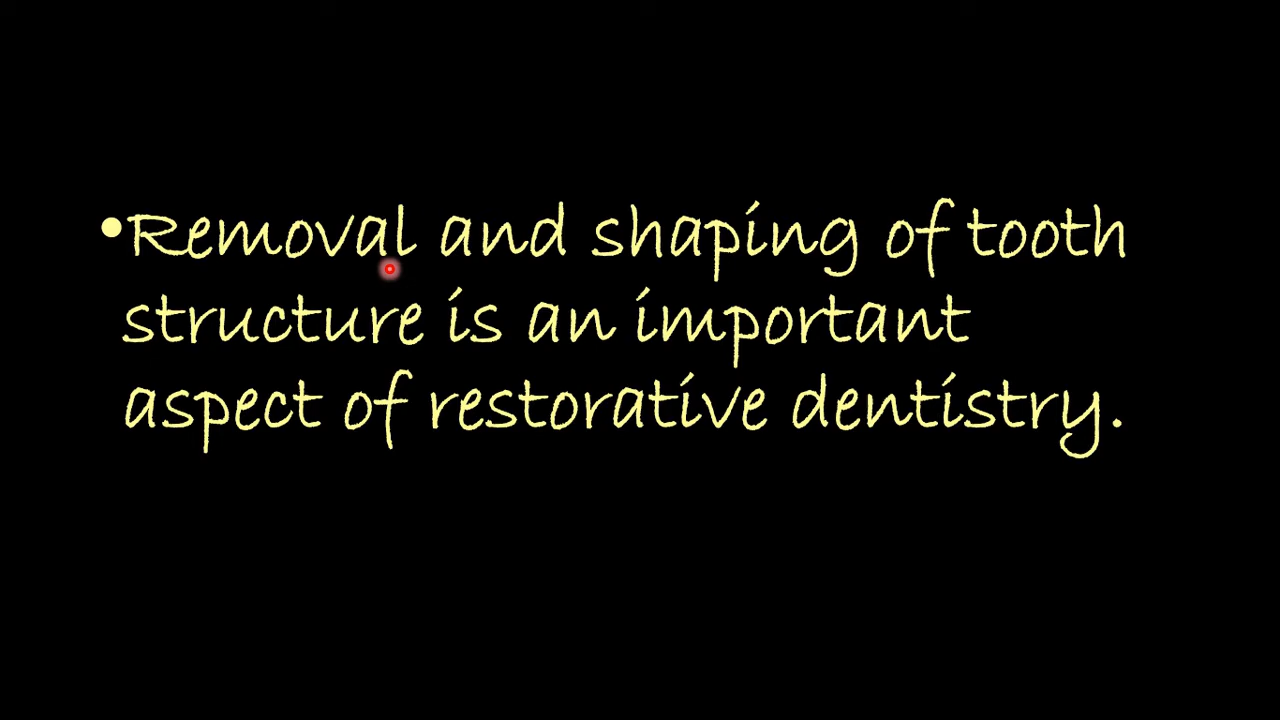 •Removal and shaping of tooth
structure is an important
aspect of restorative dentistry.